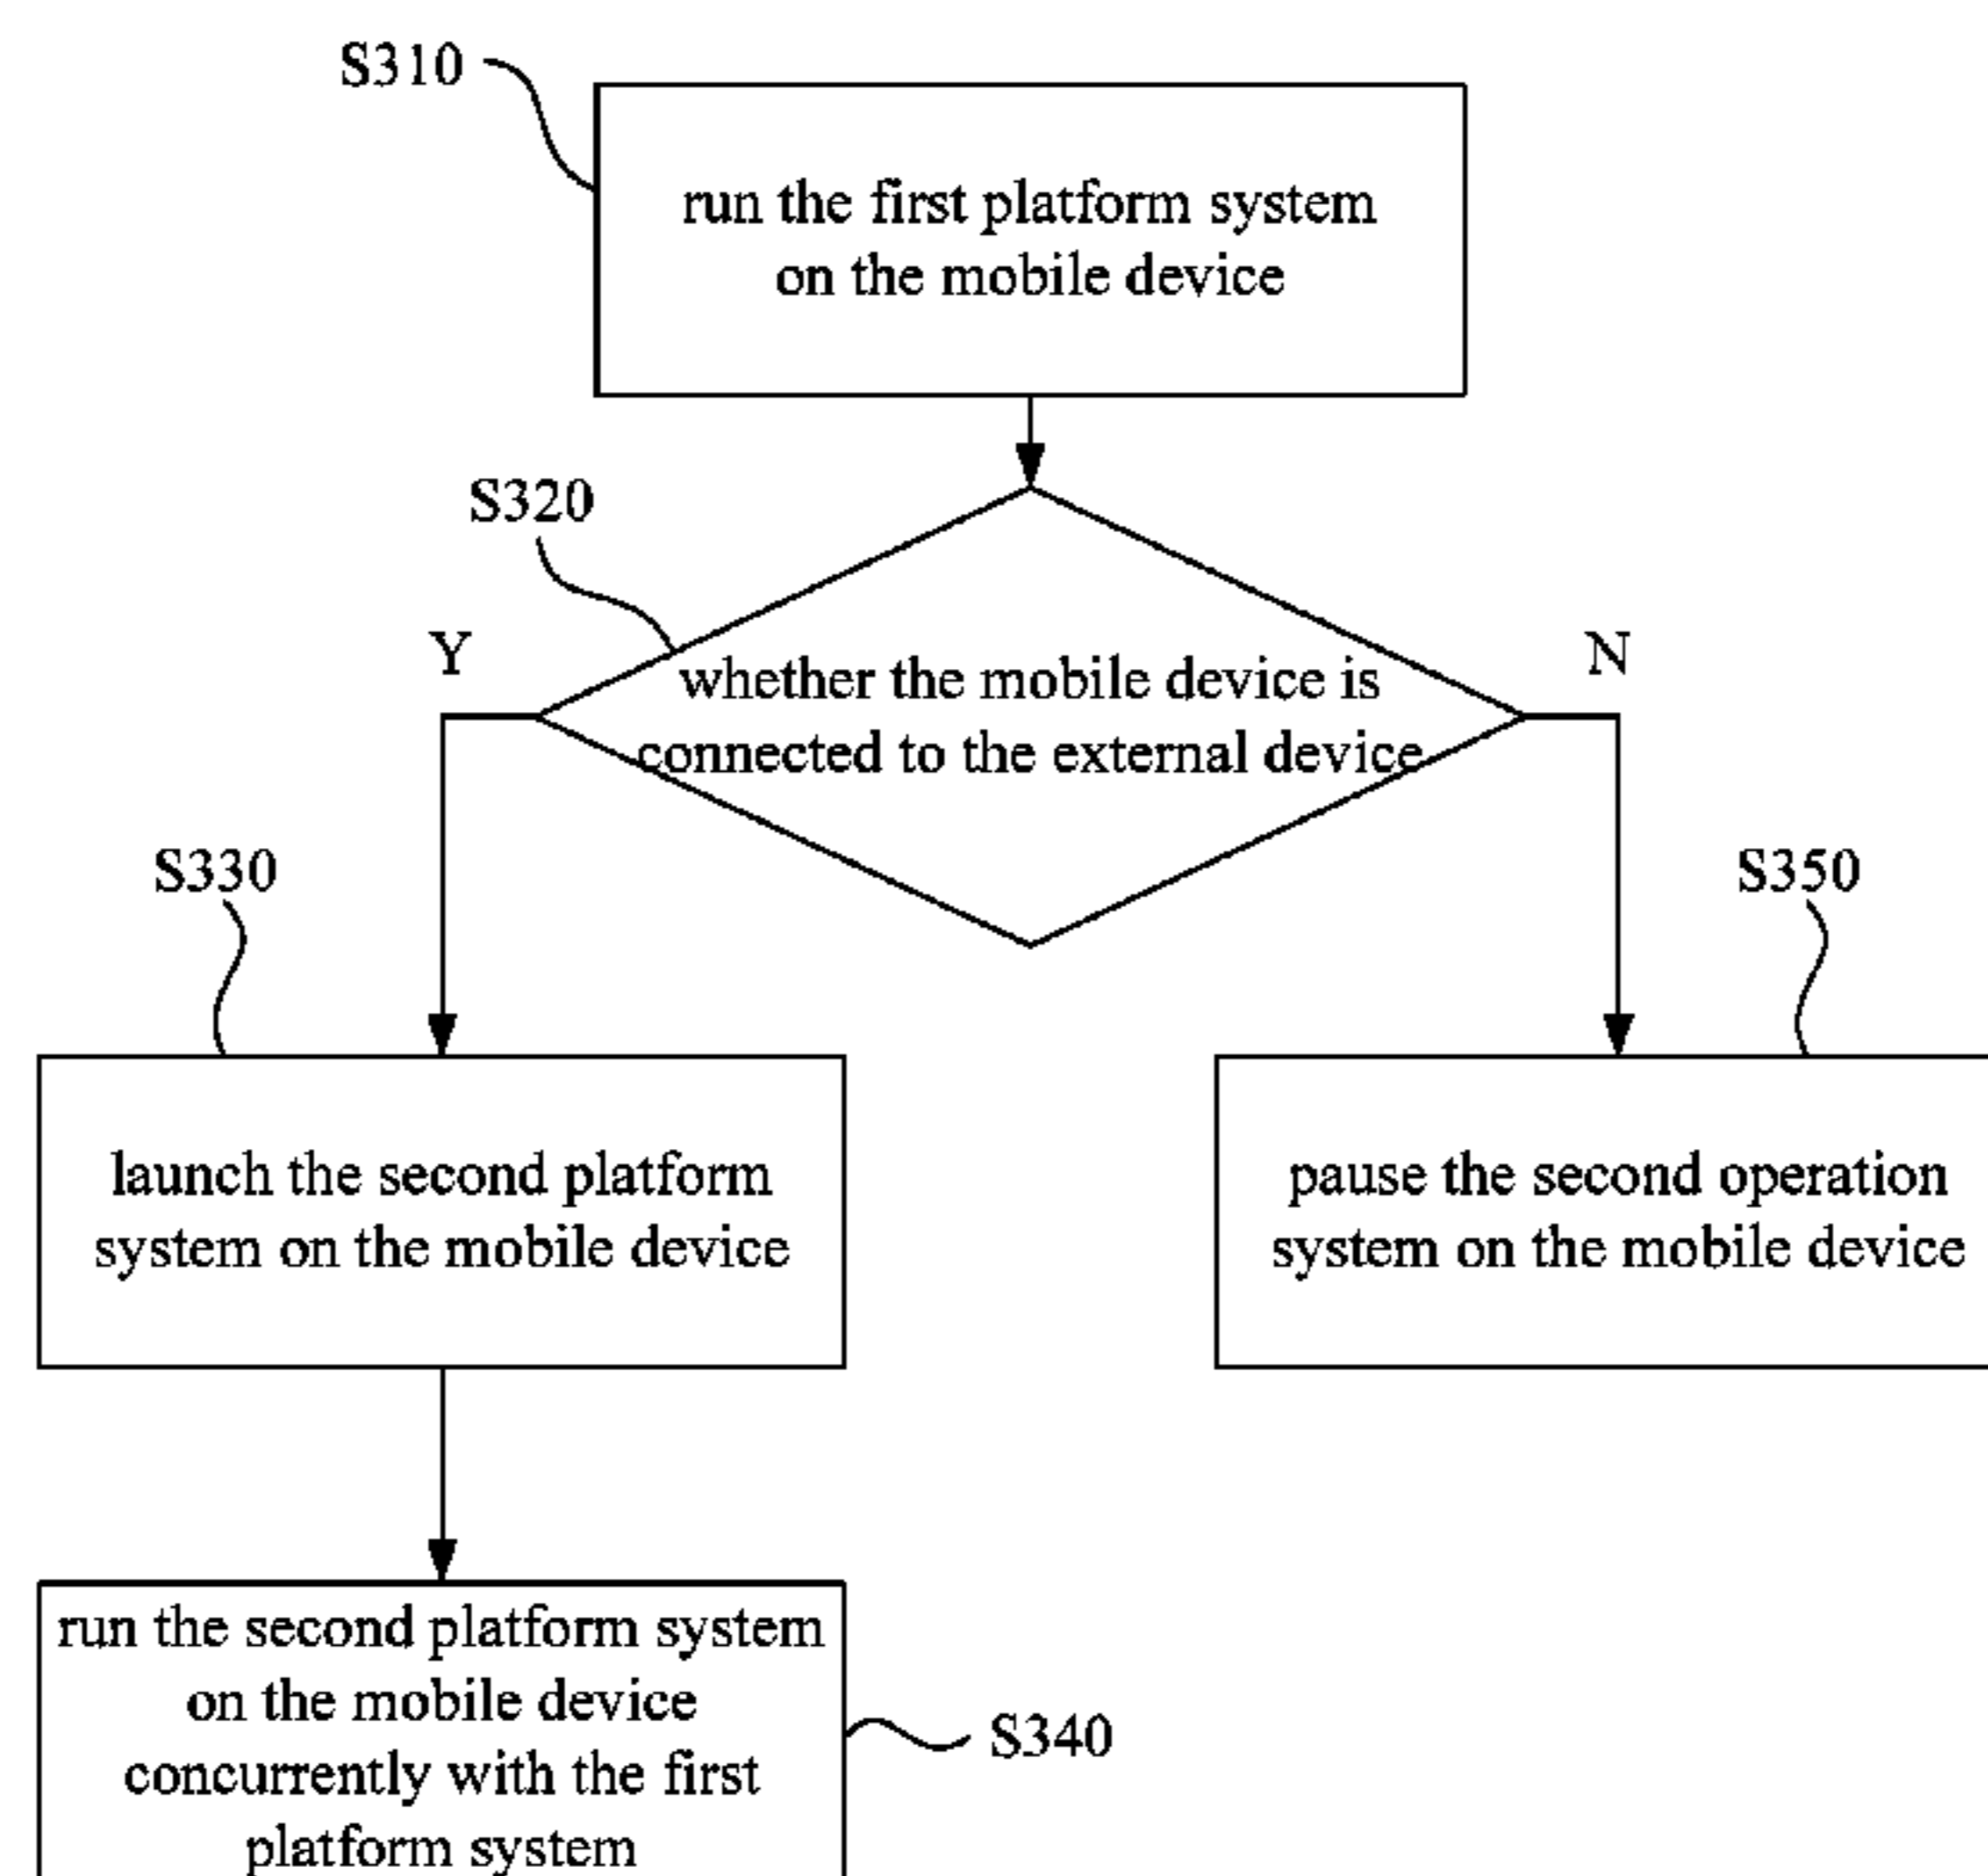 S310
run the first platform system
on the mobile device
S320
Y
N
whether the mobile device is
connected to the external device
S330
S350
launch the second platform
system on the mobile device
pause the second operation
system on the mobile device
run the second platform system
on the mobile device
concurrently with the first
platform system
S340